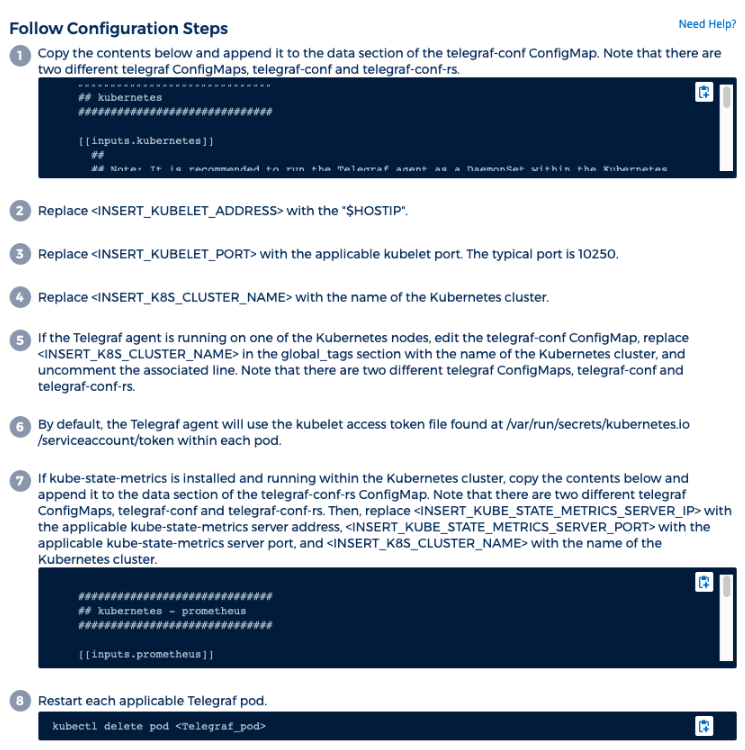 Follow Configuration Steps
Need Help?
1
Copy the contents below and append it to the data section of the telegraf-conf ConfigMap. Note that there are
two different telegraf ConfigMaps, telegraf-conf and telegraf-conf-rs.
## kubernetes
##############################
[[inputs.kubernetes]]
##
## Note: It is recommended to run the Telegraf agent as a DaemonSet within the Kubernetes
2
Replace <INSERT_KUBELET_ADDRESS> with the "$HOSTIP".
3
Replace <INSERT_KUBELET_PORT> with the applicable kubelet port. The typical port is 10250.
4
Replace <INSERT_K8S_CLUSTER_NAME> with the name of the Kubernetes cluster.
5
If the Telegraf agent is running on one of the Kubernetes nodes, edit the telegraf-conf ConfigMap, replace
<INSERT_K8S_CLUSTER_NAME> in the global_tags section with the name of the Kubernetes cluster, and
uncomment the associated line. Note that there are two different telegraf ConfigMaps, telegraf-conf and
telegraf-conf-rs.
6
By default, the Telegraf agent will use the kubelet access token file found at /var/run/secrets/kubernetes.io
/serviceaccount/token within each pod.
7
If kube-state-metrics is installed and running within the Kubernetes cluster, copy the contents below and
append it to the data section of the telegraf-conf-rs ConfigMap. Note that there are two different telegraf
ConfigMaps, telegraf-conf and telegraf-conf-rs. Then, replace <INSERT_KUBE_STATE_METRICS_SERVER_IP> with
the applicable kube-state-metrics server address, <INSERT_KUBE_STATE_METRICS_SERVER_PORT> with the
applicable kube-state-metrics server port, and <INSERT_K8S_CLUSTER_NAME> with the name of the
Kubernetes cluster.
##############################
## kubernetes - prometheus
##############################
[[inputs.prometheus]]
8
Restart each applicable Telegraf pod.
kubectl delete pod <Telegraf_pod>